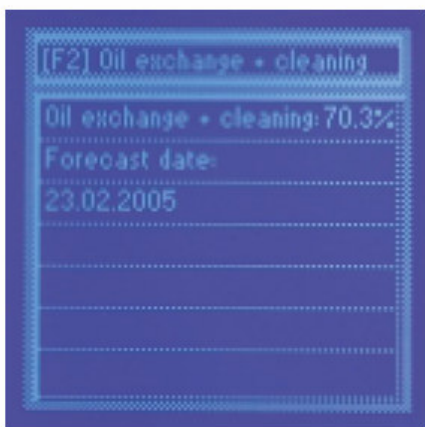 [F2] Oil exchange + cleaning
Oil exchange + cleaning: 70.3%
Forecast date:
23.02.2005